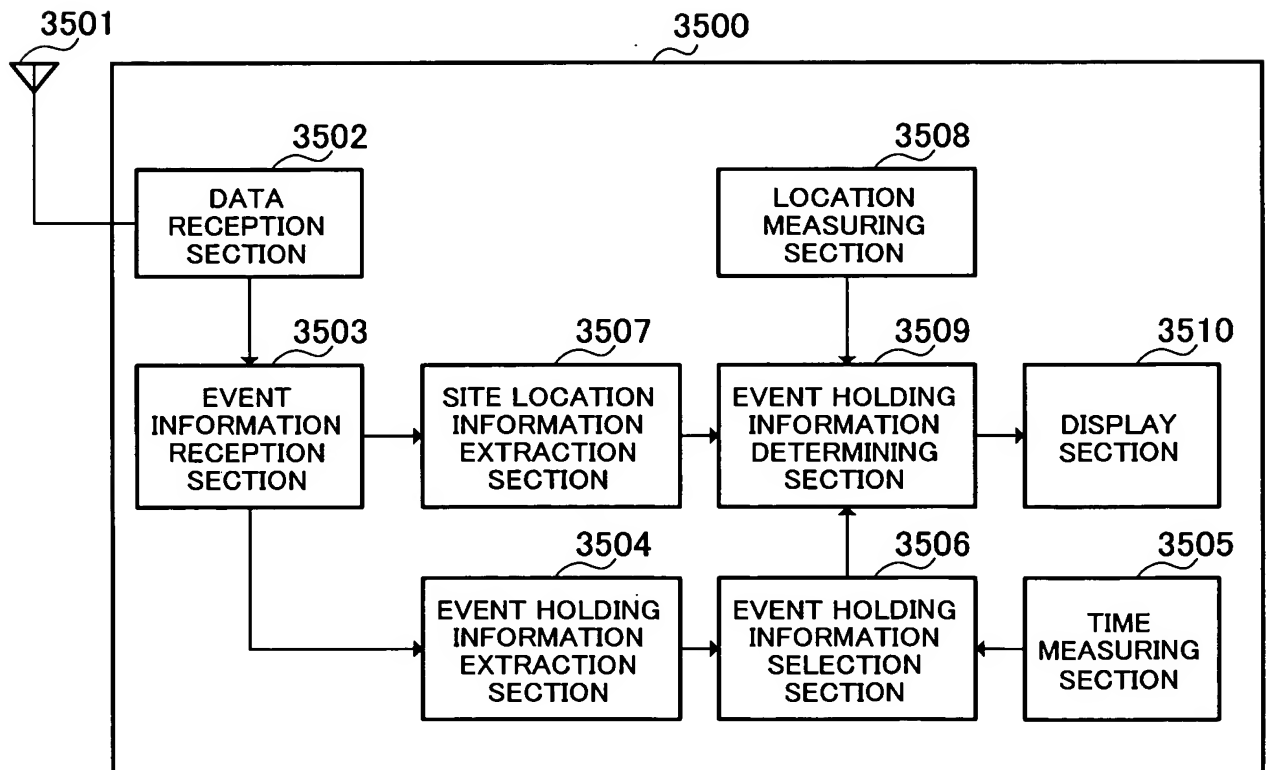 3501
3500
3502
DATA
RECEPTION
SECTION
3508
LOCATION
MEASURING
SECTION
3503
EVENT
INFORMATION
RECEPTION
SECTION
3507
SITE LOCATION
INFORMATION
EXTRACTION
SECTION
3509
EVENT HOLDING
INFORMATION
DETERMINING
SECTION
3510
DISPLAY
SECTION
3504
EVENT HOLDING
INFORMATION
EXTRACTION
SECTION
3506
EVENT HOLDING
INFORMATION
SELECTION
SECTION
3505
TIME
MEASURING
SECTION